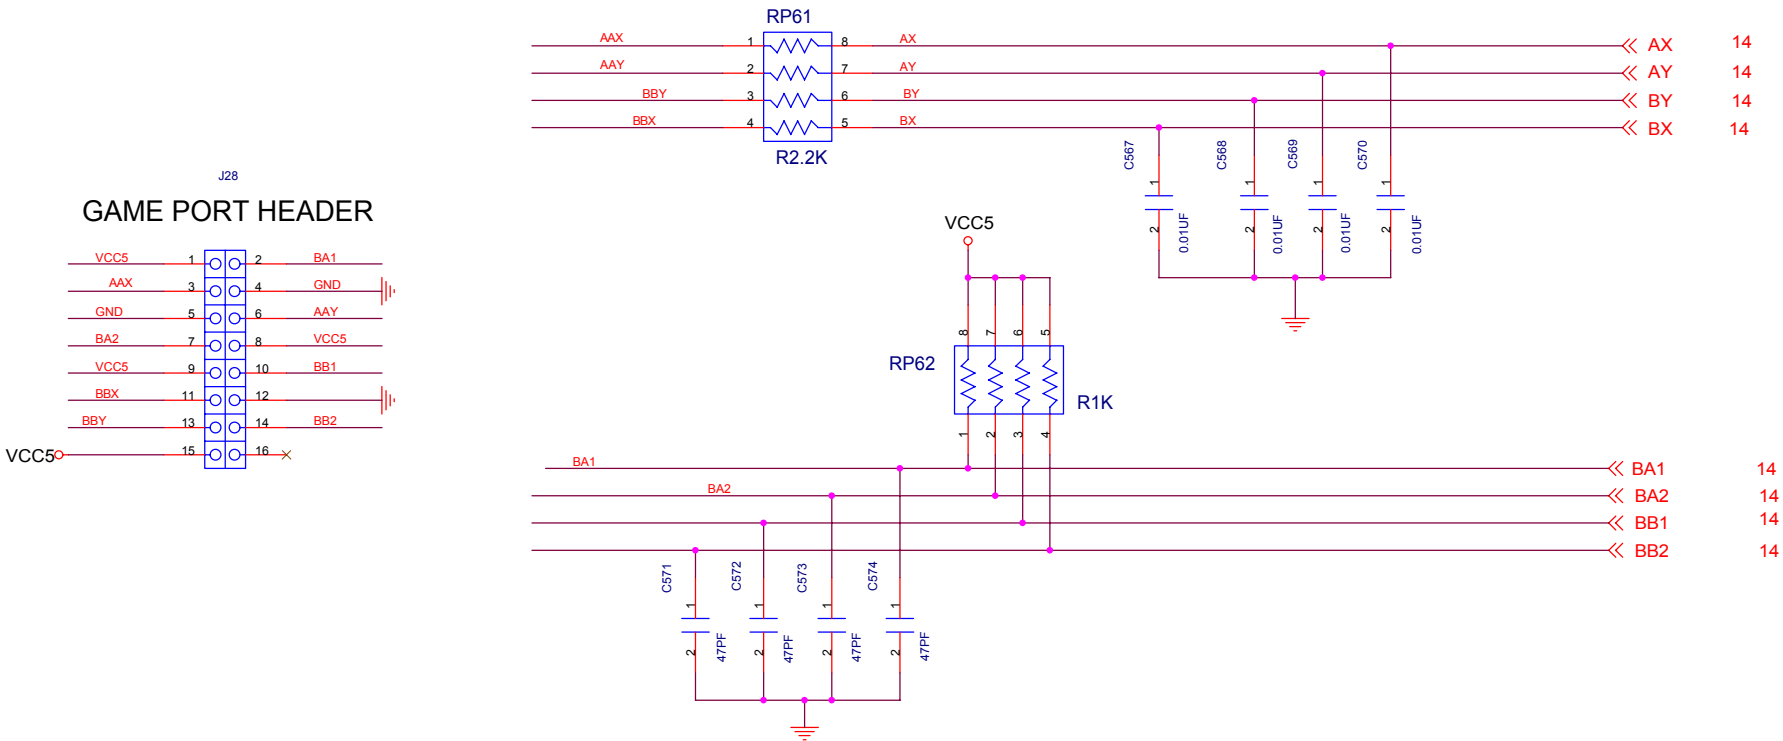 RP61
AAX 1 8 AX AX 14
AAY 2 7 AY AY 14
BBY 3 6 BY BY 14
BBX 4 5 BX BX 14
R2.2K
C567 C568 C569 C570
1 1 1 1
2 2 2 2
0.01UF 0.01UF 0.01UF 0.01UF
J28
GAME PORT HEADER
VCC5 1 2 BA1
AAX 3 4 GND
GND 5 6 AAY
BA2 7 8 VCC5
VCC5 9 10 BB1
BBX 11 12
BBY 13 14 BB2
VCC5 15 16
VCC5
8 7 6 5
RP62
R1K
1 2 3 4
BA1 BA1 14
BA2 BA2 14
BB1 14
BB2 14
C571 C572 C573 C574
1 1 1 1
2 2 2 2
47PF 47PF 47PF 47PF